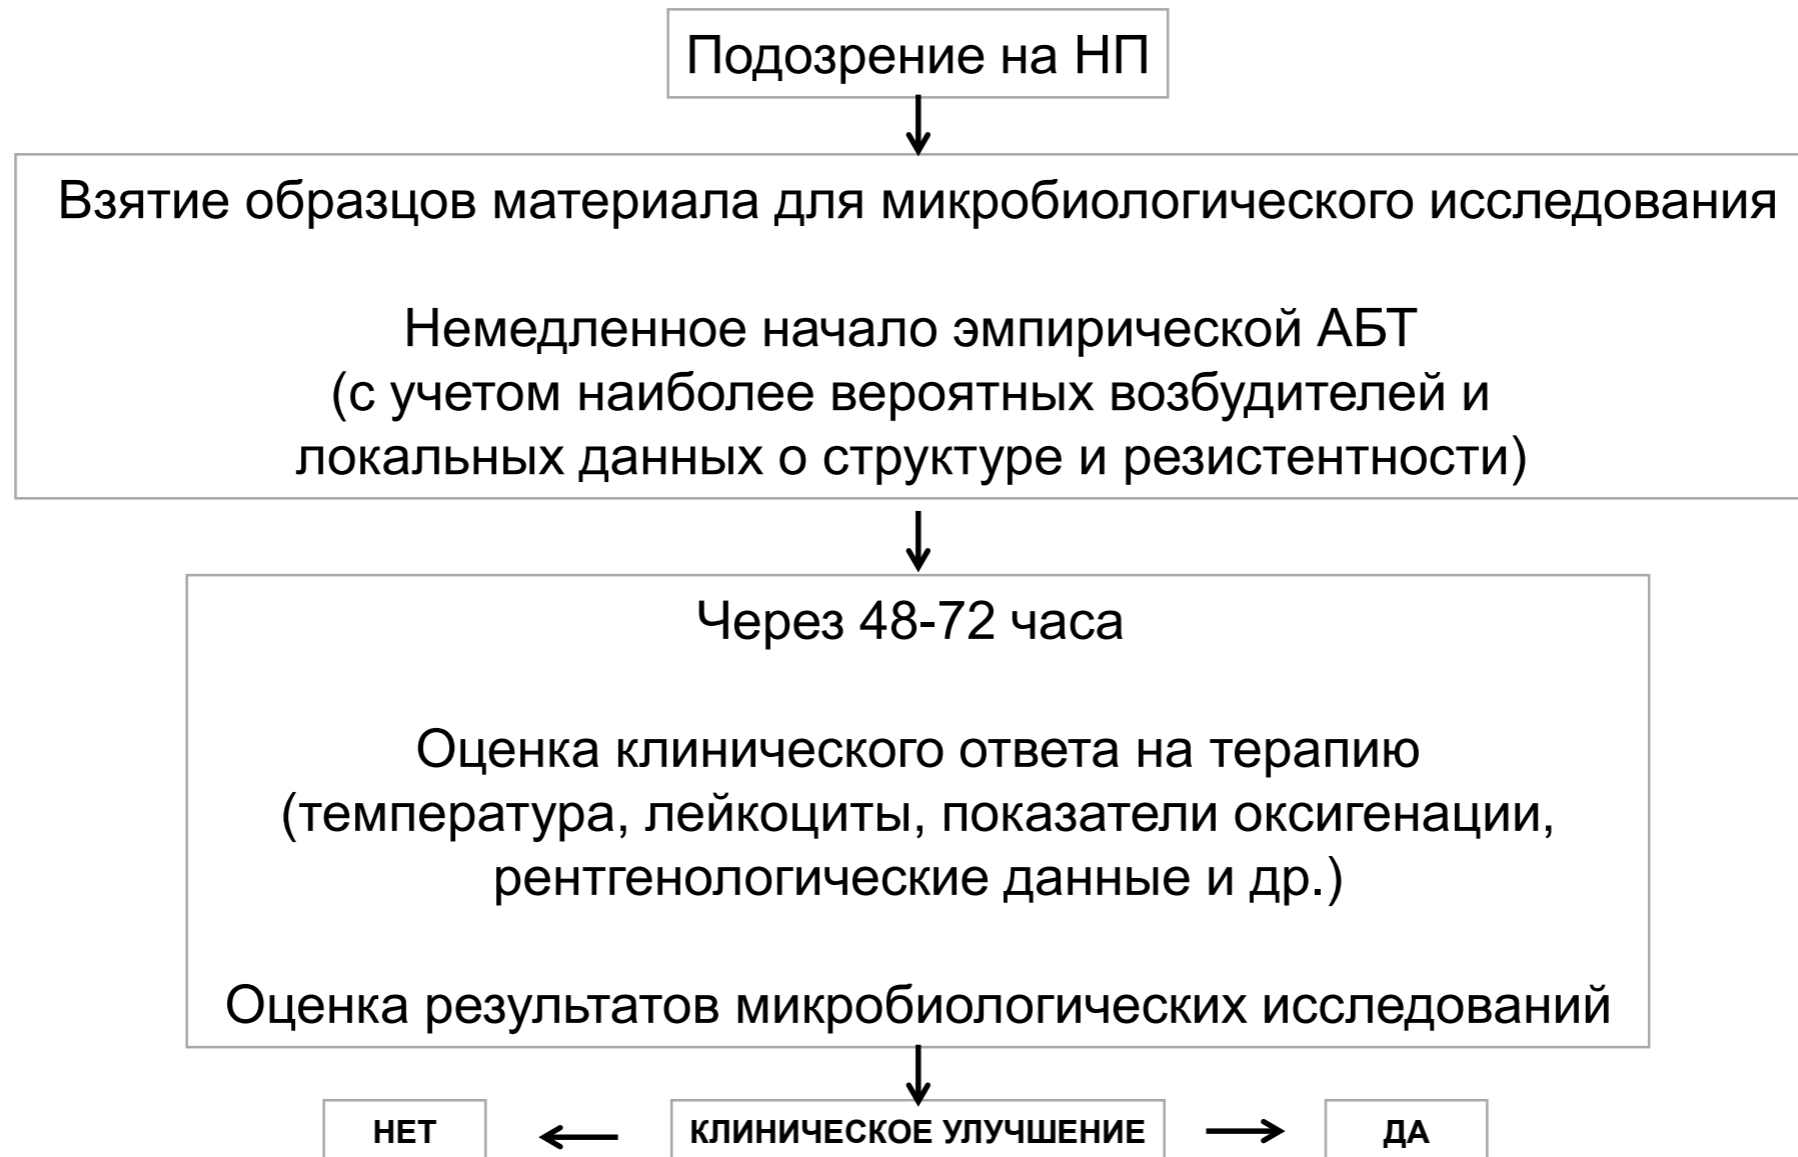 Подозрение на НП
Взятие образцов материала для микробиологического исследования
Немедленное начало эмпирической АБТ
(с учетом наиболее вероятных возбудителей и
локальных данных о структуре и резистентности)
Через 48-72 часа
Оценка клинического ответа на терапию
(температура, лейкоциты, показатели оксигенации,
рентгенологические данные и др.)
Оценка результатов микробиологических исследований
НЕТ
КЛИНИЧЕСКОЕ УЛУЧШЕНИЕ
ДА